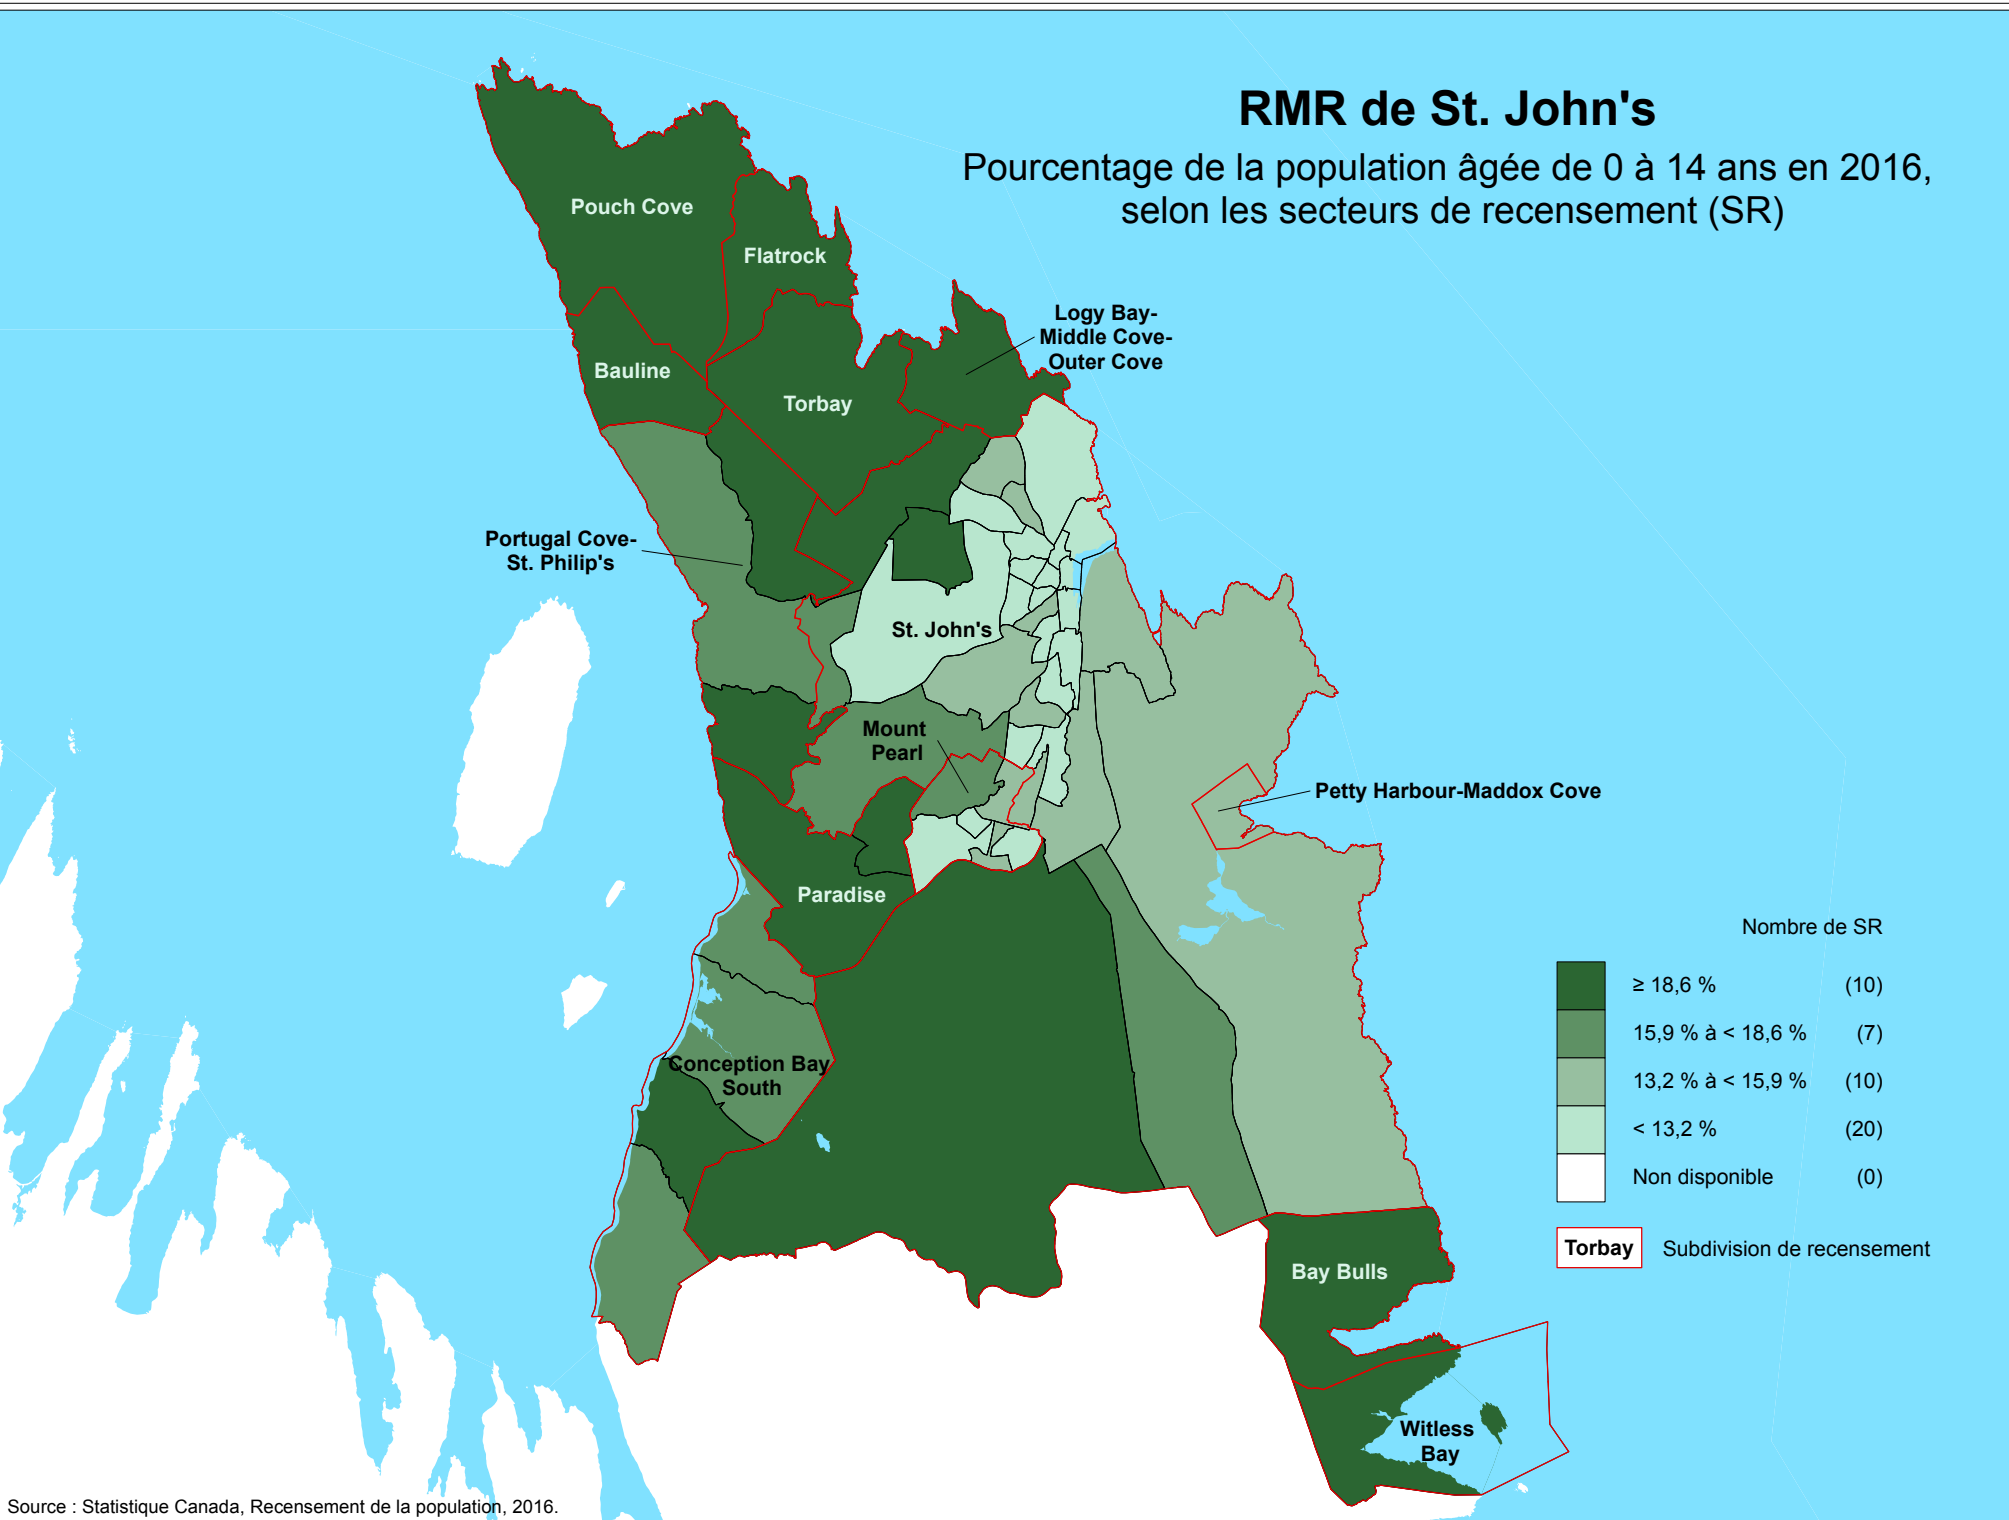 RMR de St. John's
Pourcentage de la population âgée de 0 à 14 ans en 2016,
selon les secteurs de recensement (SR)
Pouch Cove
Flatrock
Logy Bay-
Middle Cove-
Outer Cove
Bauline
Torbay
Portugal Cove-
St. Philip's
St. John's
Mount
Pearl
Petty Harbour-Maddox Cove
Paradise
Conception Bay
South
Bay Bulls
Witless
Bay
Nombre de SR
≥ 18,6 % (10)
15,9 % à < 18,6 % (7)
13,2 % à < 15,9 % (10)
< 13,2 % (20)
Non disponible (0)
Torbay Subdivision de recensement
Source : Statistique Canada, Recensement de la population, 2016.